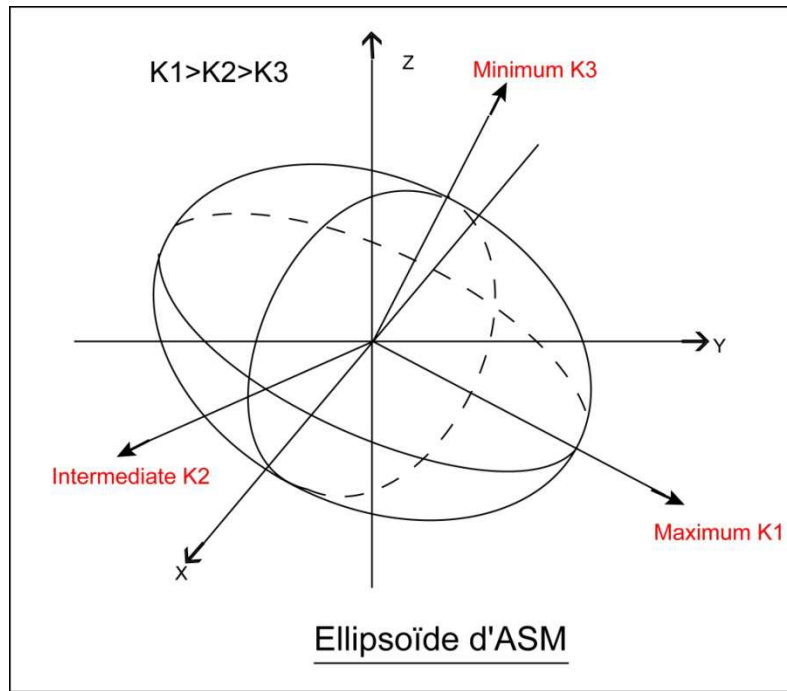 Z
K1>K2>K3
Minimum K3
Y
Intermediate K2
Maximum K1
X
Ellipsoïde d'ASM